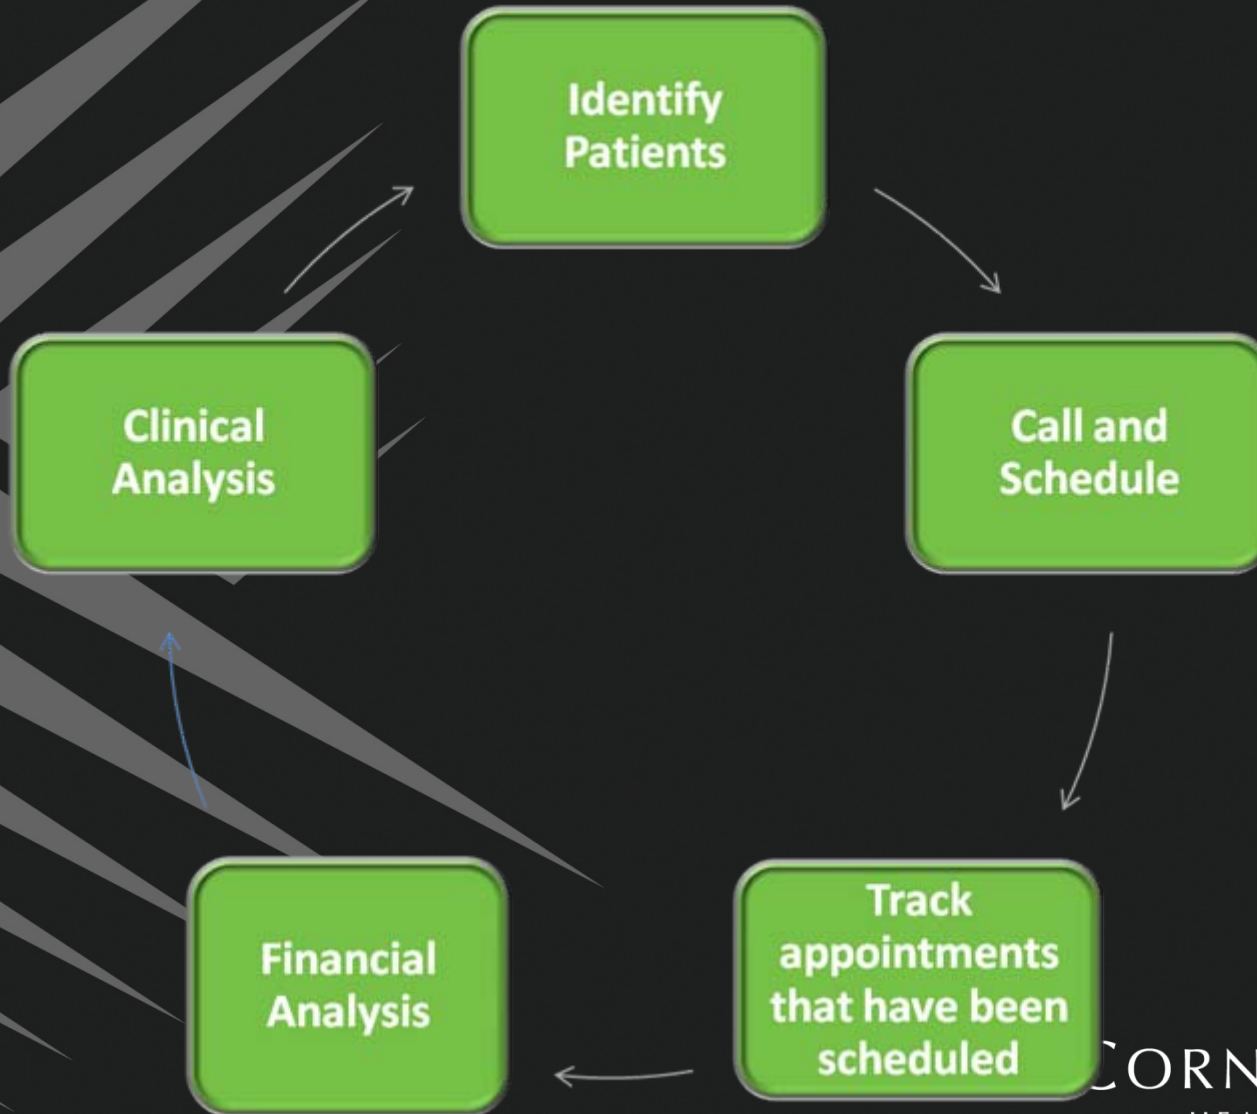 Identify
Patients
Call and
Schedule
Track
appointments
that have been
scheduled
Financial
Analysis
Clinical
Analysis